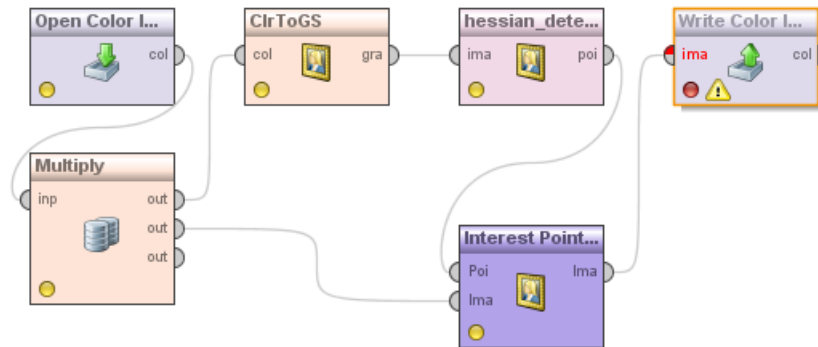 Open Color I...
ClrToGS
hessian_dete...
Write Color I...
col
col
gra
ima
poi
ima
col
Multiply
inp
out
out
out
Interest Point...
Poi
Ima
Ima